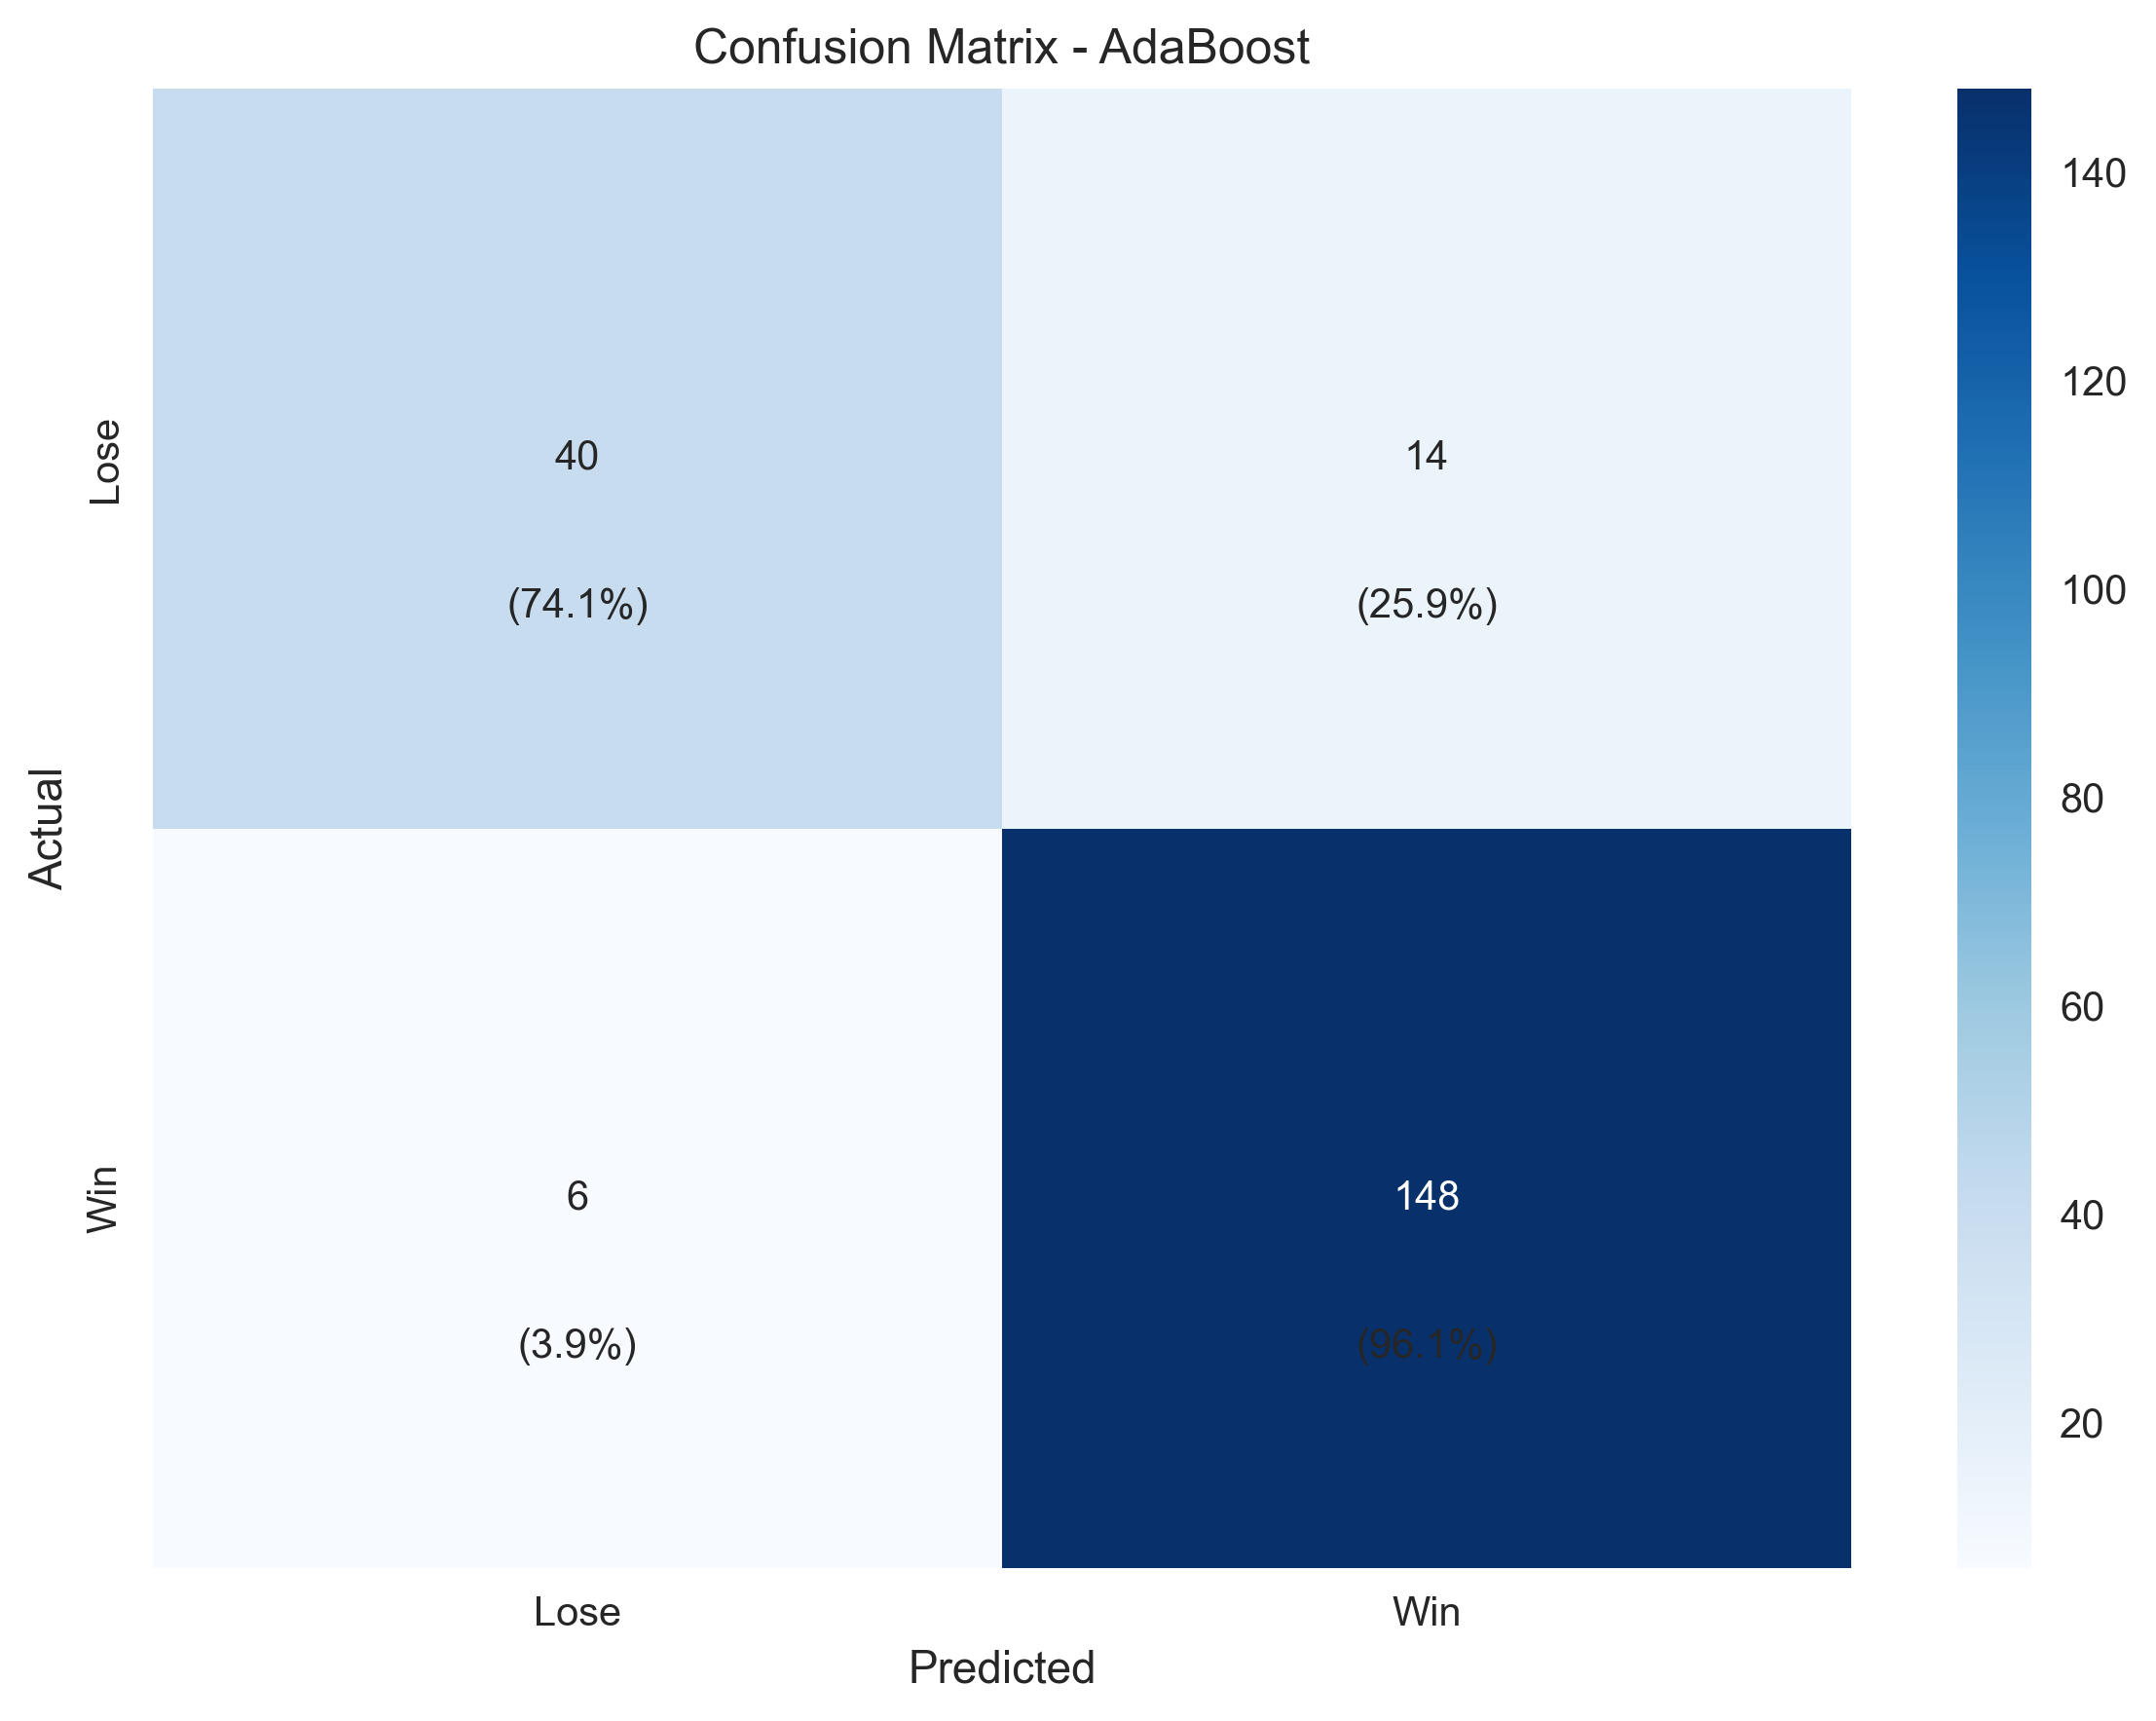 Confusion Matrix - AdaBoost
Actual
Lose
40
14
(74.1%)
(25.9%)
Win
6
148
(3.9%)
(96.1%)
Lose
Win
Predicted
140
120
100
80
60
40
20